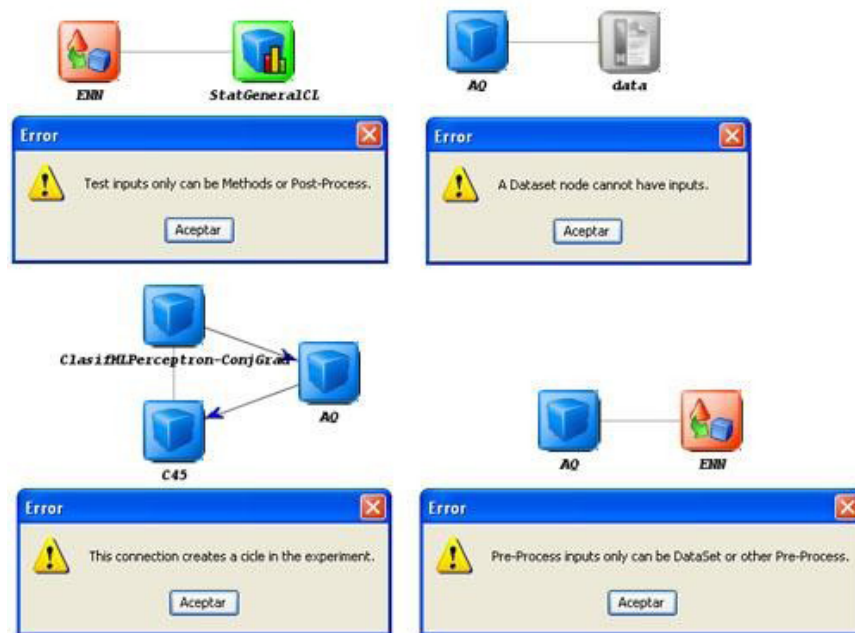 ENN
StatGeneralCL
Error
Test inputs only can be Methods or Post-Process.
Aceptar
AQ
data
Error
A Dataset node cannot have inputs.
Aceptar
ClasifMLPerceptron-ConjGrad
AQ
C45
Error
This connection creates a cicle in the experiment.
Aceptar
AQ
ENN
Error
Pre-Process inputs only can be DataSet or other Pre-Process.
Aceptar